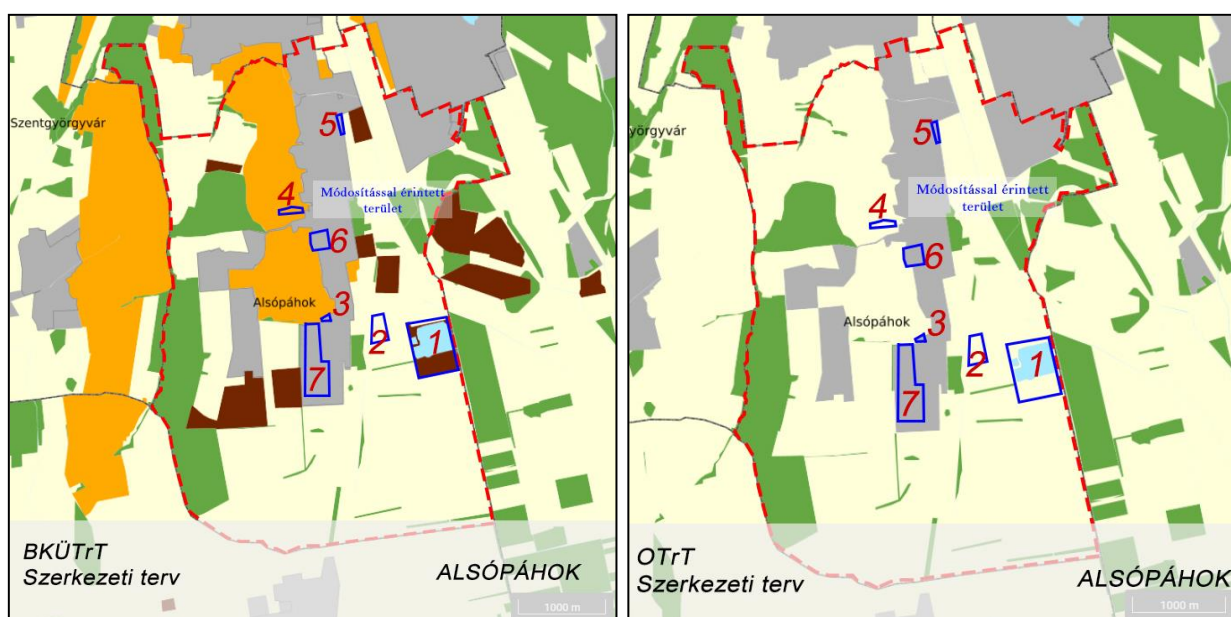 Szentgyörgyvár
5
Módosítással érintett
terület
4
6
Alsópáhok
3
2
1
7
BKÜTrT
Szerkezeti terv
ALSÓPÁHOK
1000 m
györgyvár
5
Módosítással érintett
terület
4
6
Alsópáhok
3
2
1
7
OTrT
Szerkezeti terv
ALSÓPÁHOK
1000 m